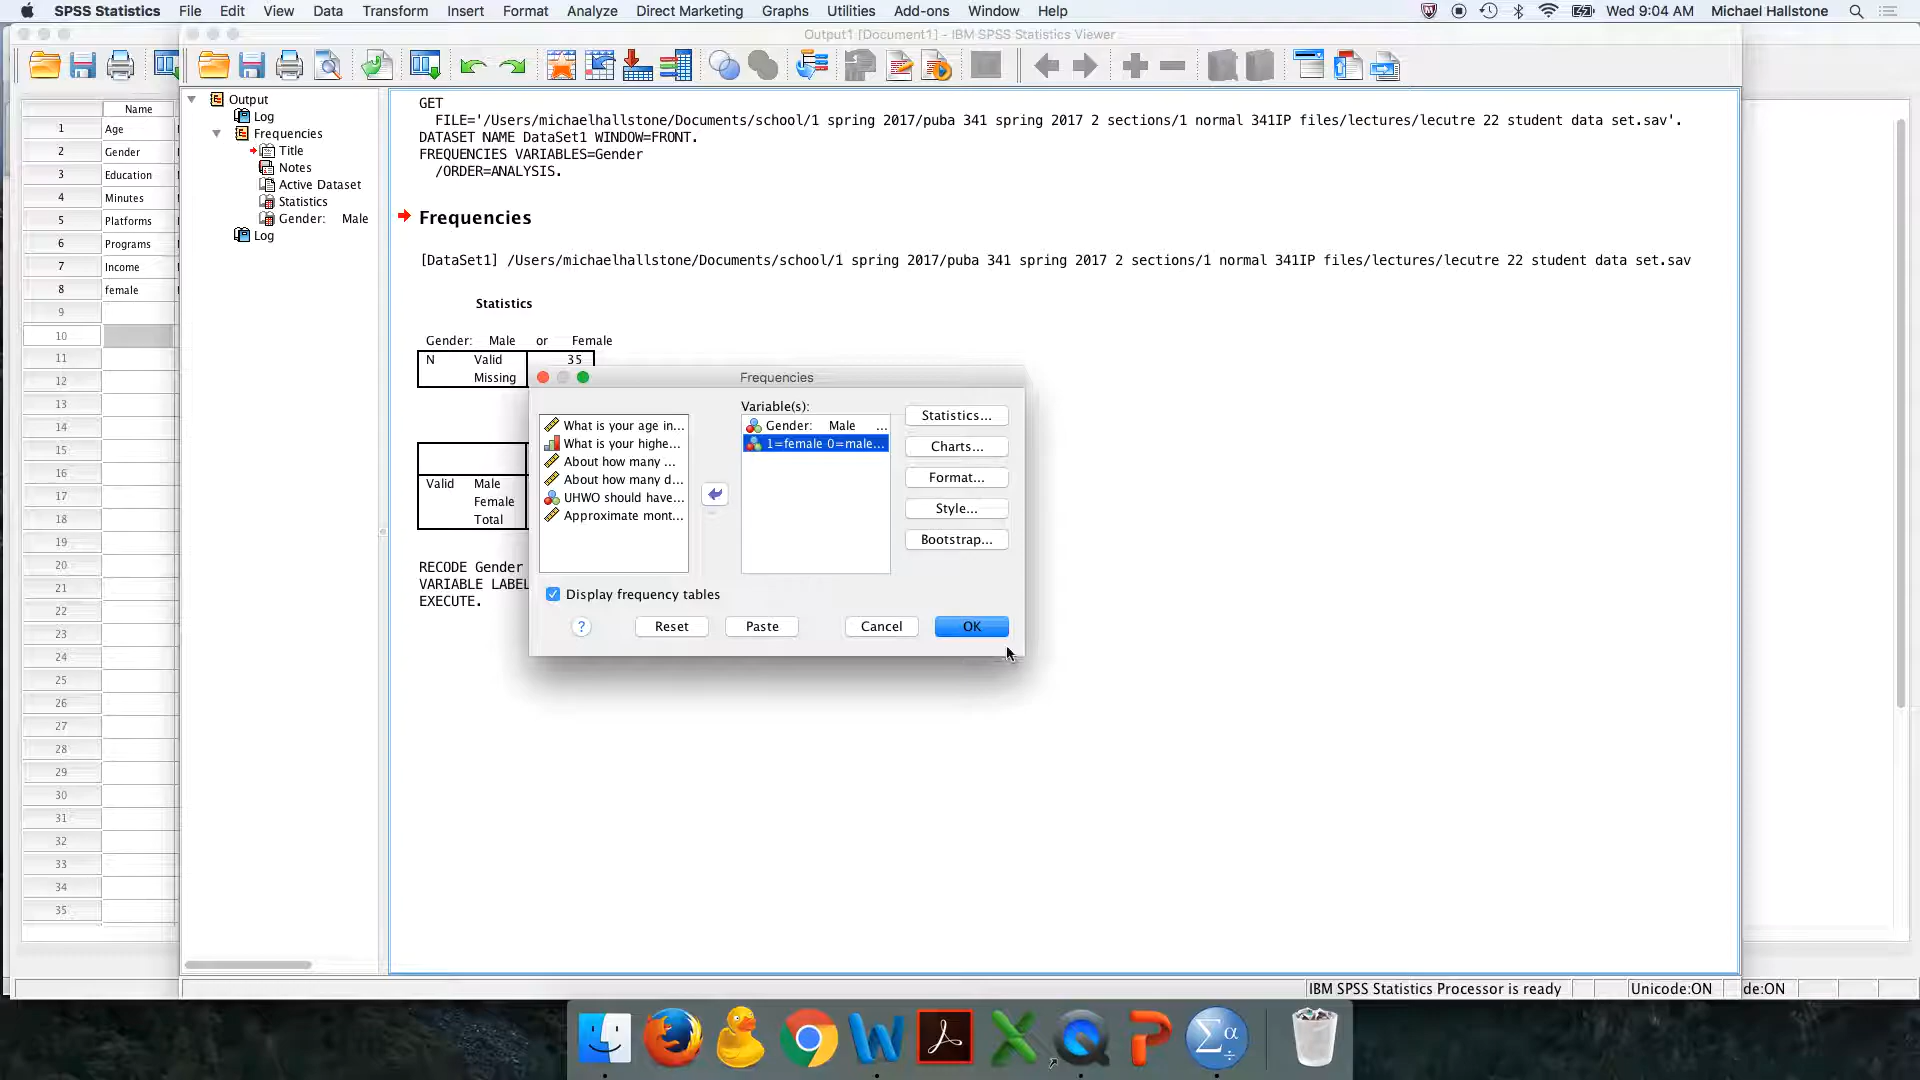 SPSS Statistics File Edit View Data Transform Insert Format Analyze Direct Marketing Graphs Utilities Add-ons Window Help Wed 9:04 AM Michael Hallstone
Output1 [Document1] - IBM SPSS Statistics Viewer
Name
1 Age
2 Gender
3 Education
4 Minutes
5 Platforms
6 Programs
7 Income
8 female
9
10
11
12
13
14
15
16
17
18
19
20
21
22
23
24
25
26
27
28
29
30
31
32
33
34
35
Output
Log
Frequencies
Title
Notes
Active Dataset
Statistics
Gender: Male
Log
GET
FILE='/Users/michaelhallstone/Documents/school/1 spring 2017/puba 341 spring 2017 2 sections/1 normal 341IP files/lectures/lecutre 22 student data set.sav'.
DATASET NAME DataSet1 WINDOW=FRONT.
FREQUENCIES VARIABLES=Gender
/ORDER=ANALYSIS.
Frequencies
[DataSet1] /Users/michaelhallstone/Documents/school/1 spring 2017/puba 341 spring 2017 2 sections/1 normal 341IP files/lectures/lecutre 22 student data set.sav
Statistics
Gender: Male or Female
N Valid 35
Missing
Valid Male
Female
Total
RECODE Gender
VARIABLE LABEL
EXECUTE.
Frequencies
What is your age in...
What is your highe...
About how many ...
About how many d...
UHWO should have...
Approximate mont...
Variable(s):
Gender: Male ...
1=female 0=male...
Statistics...
Charts...
Format...
Style...
Bootstrap...
Display frequency tables
? Reset Paste Cancel OK
IBM SPSS Statistics Processor is ready Unicode:ON de:ON